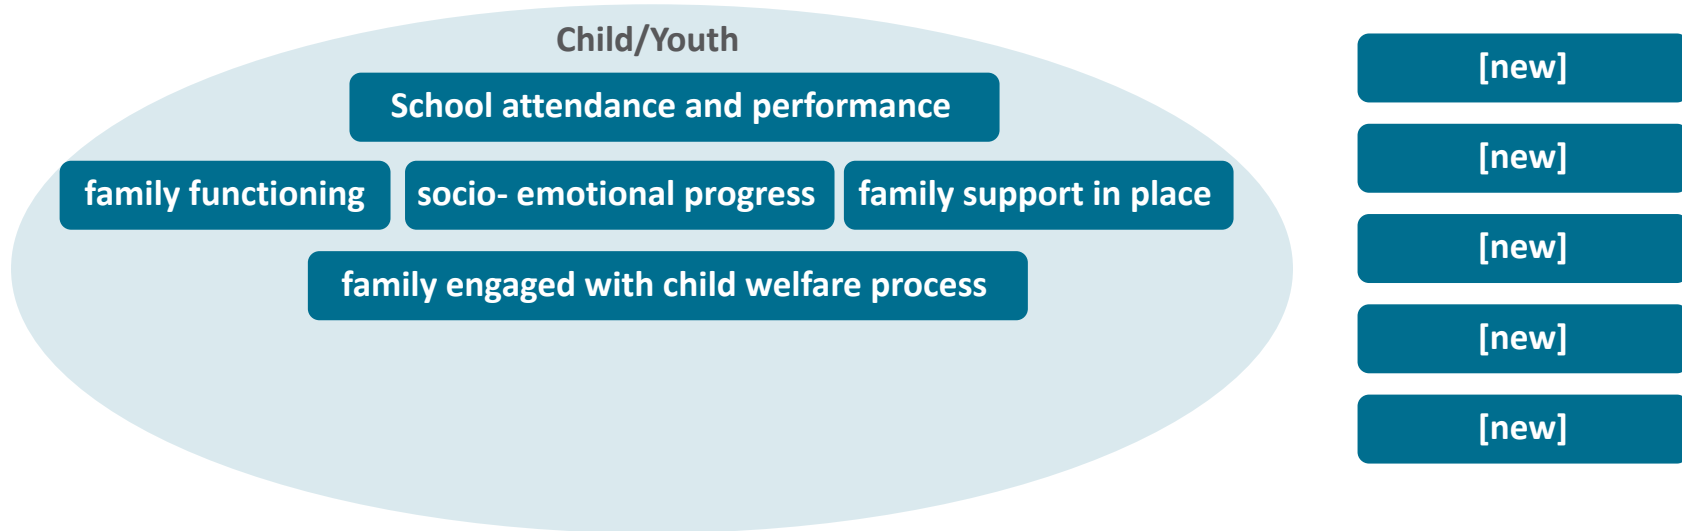 Child/Youth
School attendance and performance
family functioning
socio- emotional progress
family support in place
family engaged with child welfare process
[new]
[new]
[new]
[new]
[new]